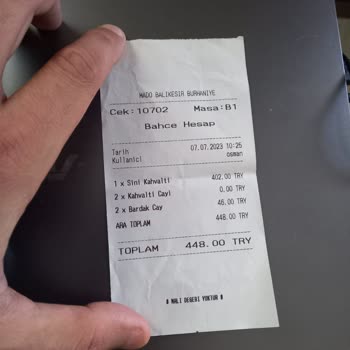 MADO BALIKESIR BURHANIYE
Cek: 10702 Masa: B1
Bahce Hesap
Tarih 07.07.2023 10:25
Kullanici osman
1 x Sini Kahvalti 402.00 TRY
2 x Kahvalti Cayi 0.00 TRY
2 x Bardak Cay 46.00 TRY
ARA TOPLAM 448.00 TRY
TOPLAM 448.00 TRY
# MALI DEGERI YOKTUR #